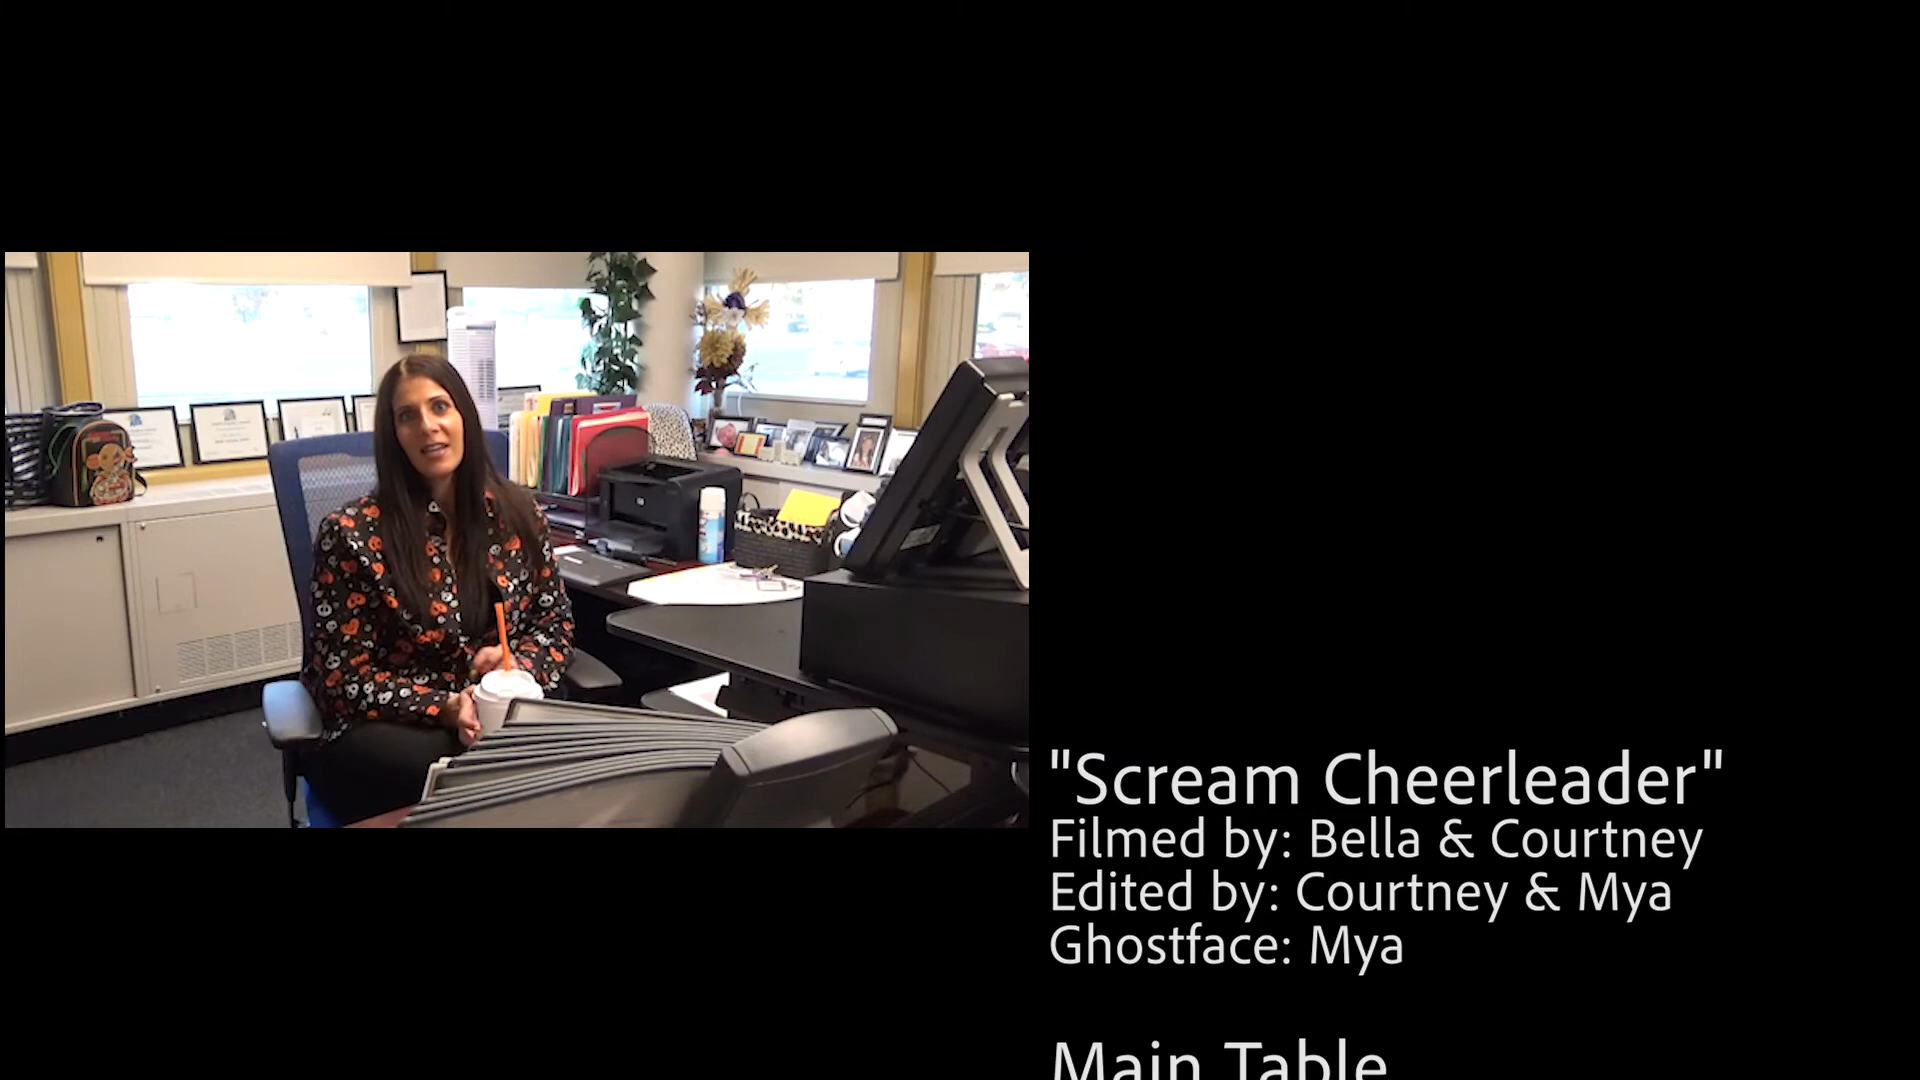 "Scream Cheerleader"
Filmed by: Bella & Courtney
Edited by: Courtney & Mya
Ghostface: Mya
Main Table